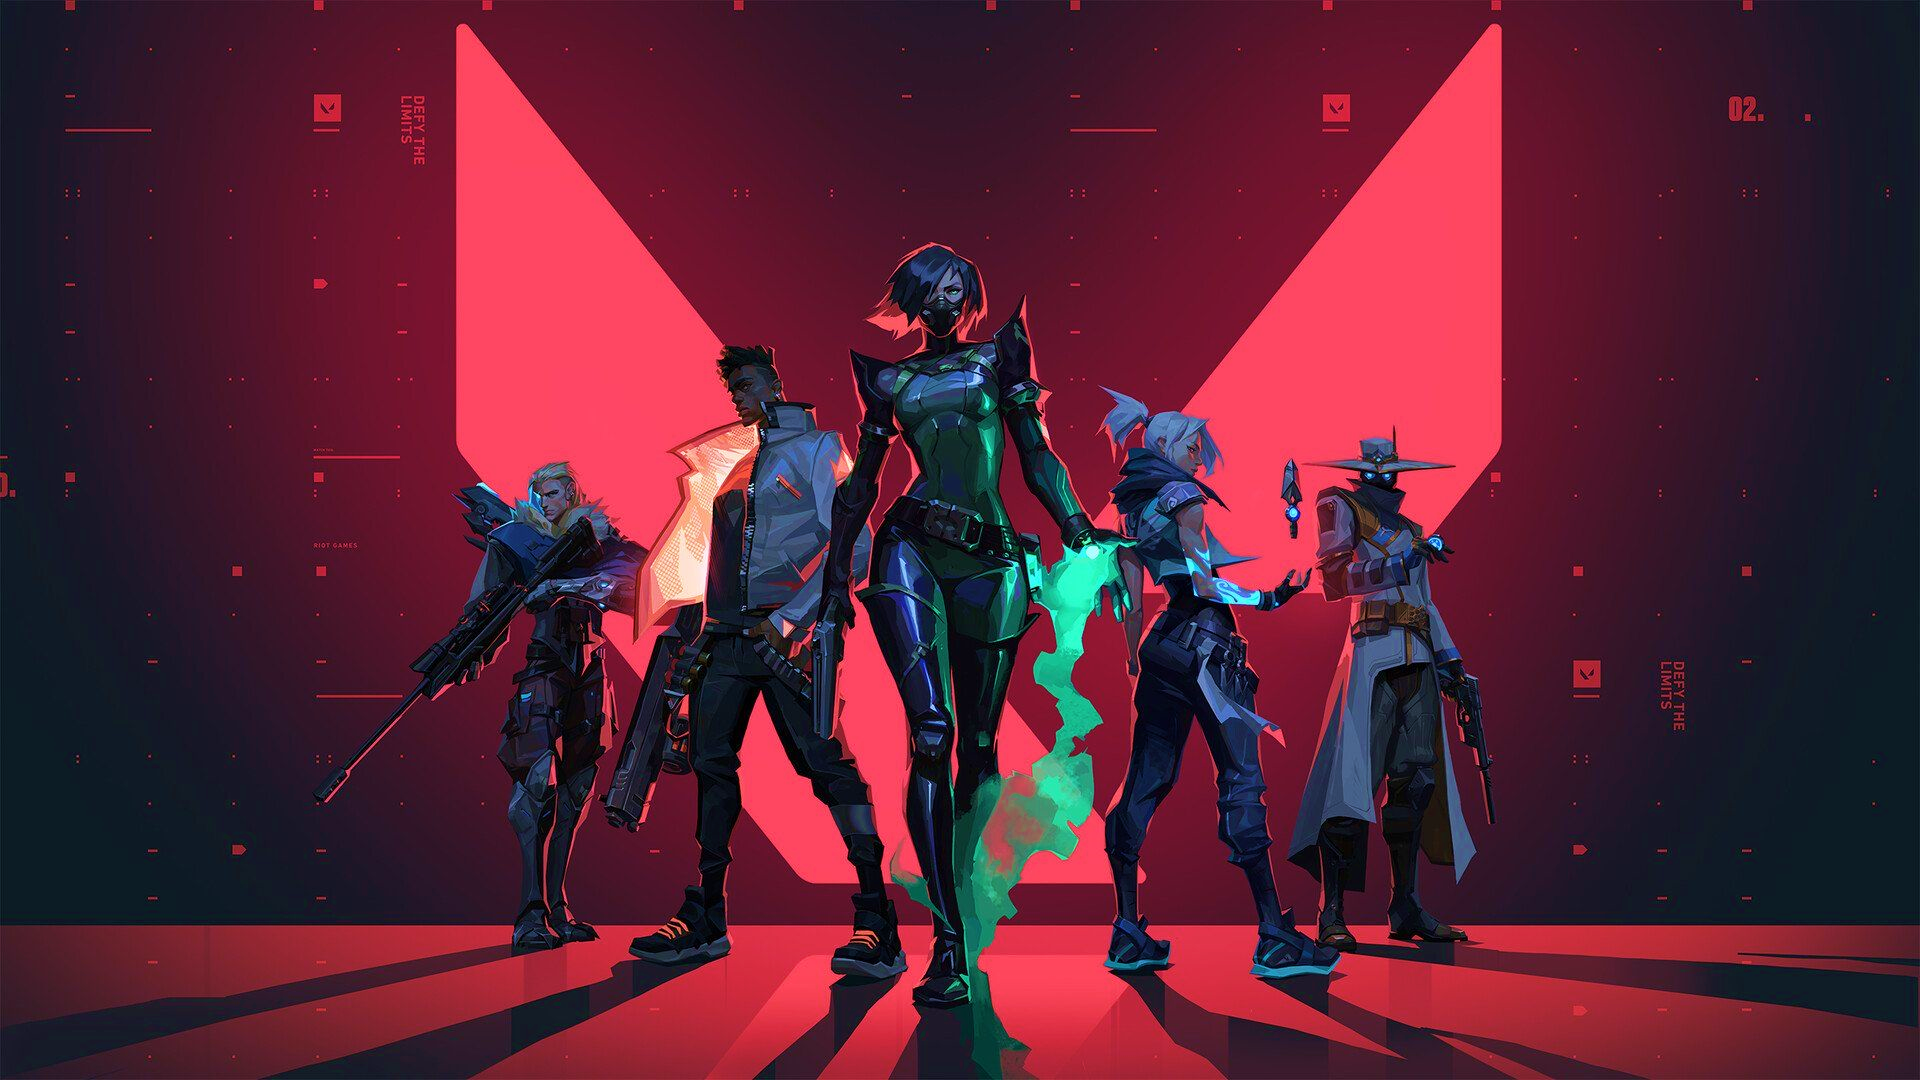 DEFY THE
LIMITS
02.
RIOT GAMES
DEFY THE
LIMITS